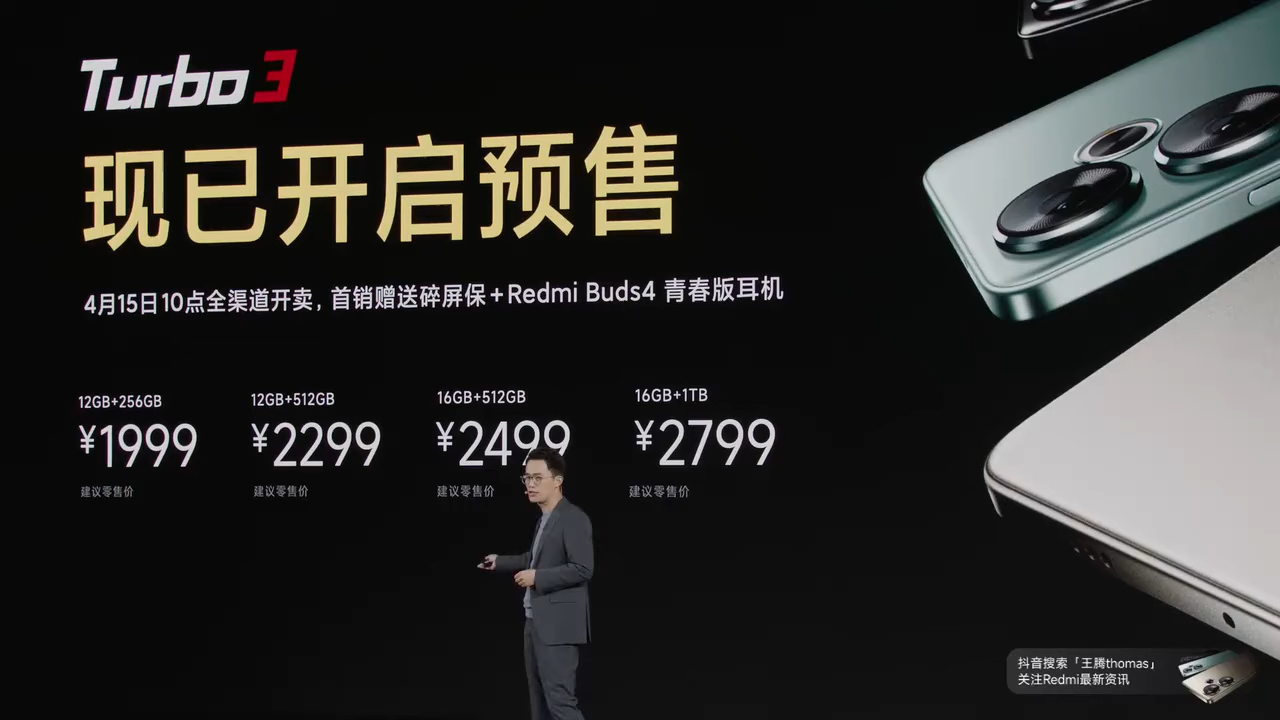 Turbo 3
现已开启预售
4月15日10点全渠道开卖，首销赠送碎屏保+Redmi Buds4 青春版耳机
12GB+256GB
¥1999
建议零售价
12GB+512GB
¥2299
建议零售价
16GB+512GB
¥2499
建议零售价
16GB+1TB
¥2799
建议零售价
抖音搜索「王腾thomas」
关注Redmi最新资讯